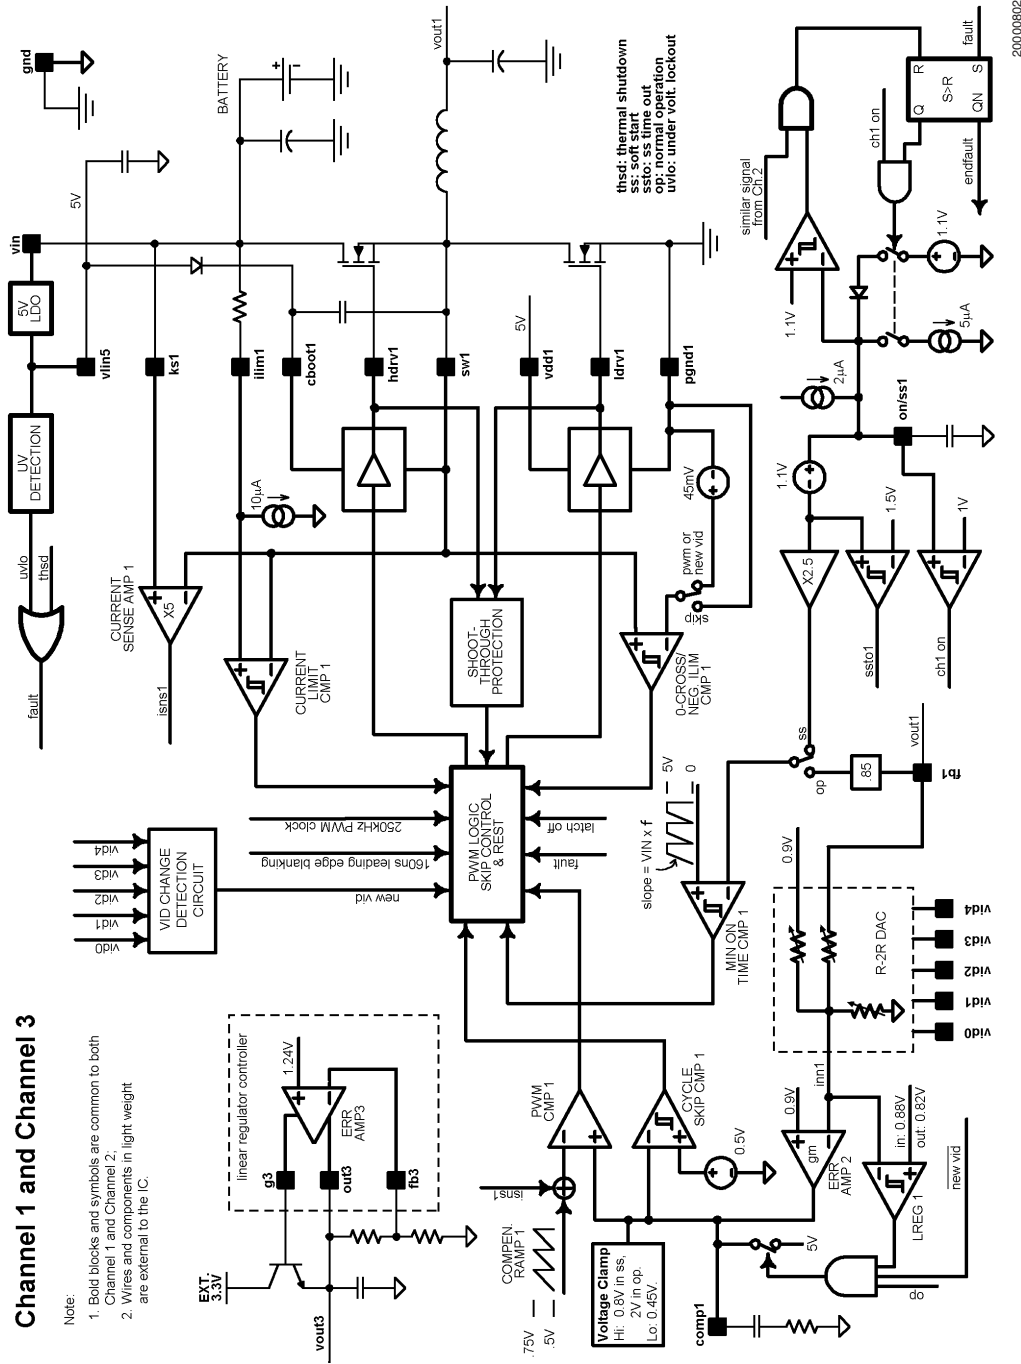 Channel 1 and Channel 3
Note:
1. Bold blocks and symbols are common to both
Channel 1 and Channel 2;
2. Wires and components in light weight
are external to the IC.
gnd
vin
5V
LDO
vlin5
5V
UV
DETECTION
uvlo
thsd
fault
BATTERY
+
−
vout1
thsd: thermal shutdown
ss: soft start
ssto: ss time out
op: normal operation
uvlo: under volt. lockout
ks1
ilim1
cboot1
hdrv1
sw1
5V
vdd1
ldrv1
pgnd1
10µA
45mV
+
−
pwm or
new vid
skip
CURRENT
SENSE AMP 1
X5
+
−
isns1
CURRENT
LIMIT
CMP1
+
−
SHOOT-
THROUGH
PROTECTION
0-CROSS/
NEG. ILIM
CMP 1
+
−
vid4
vid3
vid2
vid1
vid0
VID CHANGE
DETECTION
CIRCUIT
250kHz PWM clock
160ns leading edge blanking
new vid
PWM LOGIC
SKIP CONTROL
& REST
latch off
fault
slope = VIN x f
5V
0
MIN ON
TIME CMP 1
+
−
similar signal
from Ch.2
1.1V
+
−
ch1 on
R
S
S>R
Q
QN
fault
endfault
1.1V
+
−
5µA
2µA
on/ss1
1.1V
+
−
X2.5
1.5V
+
−
ssto1
1V
+
−
ch1 on
ss
op
.85
vout1
fb1
0.9V
R-2R DAC
vid4
vid3
vid2
vid1
vid0
inn1
linear regulator controller
1.24V
+
−
ERR
AMP3
g3
out3
fb3
EXT.
3.3V
vout3
PWM
CMP 1
−
+
isns1
COMPEN.
RAMP 1
.75V
.5V
CYCLE
SKIP CMP 1
−
+
0.5V
+
−
0.9V
+
−
gm
ERR
AMP 2
in: 0.88V
out: 0.82V
+
−
LREG 1
new vid
op
5V
Voltage Clamp
Hi: 0.8V in ss,
2V in op.
Lo: 0.45V.
comp1
20000802